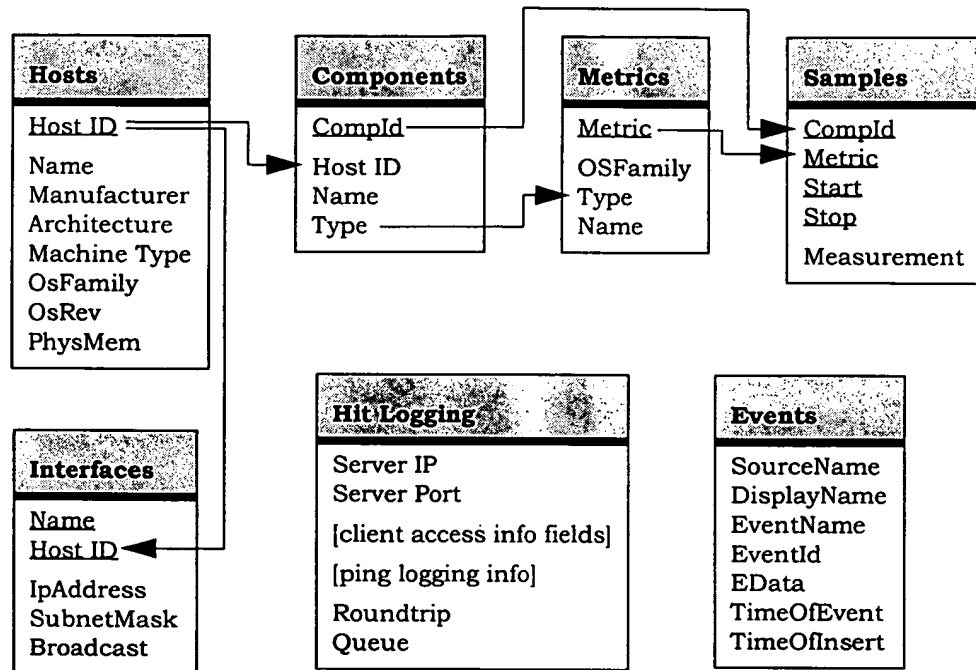 Hosts
Host ID
Name
Manufacturer
Architecture
Machine Type
OsFamily
OsRev
PhysMem
Components
CompId
Host ID
Name
Type
Metrics
Metric
OSFamily
Type
Name
Samples
CompId
Metric
Start
Stop
Measurement
Interfaces
Name
Host ID
IpAddress
SubnetMask
Broadcast
Hit Logging
Server IP
Server Port
[client access info fields]
[ping logging info]
Roundtrip
Queue
Events
SourceName
DisplayName
EventName
EventId
EData
TimeOfEvent
TimeOfInsert